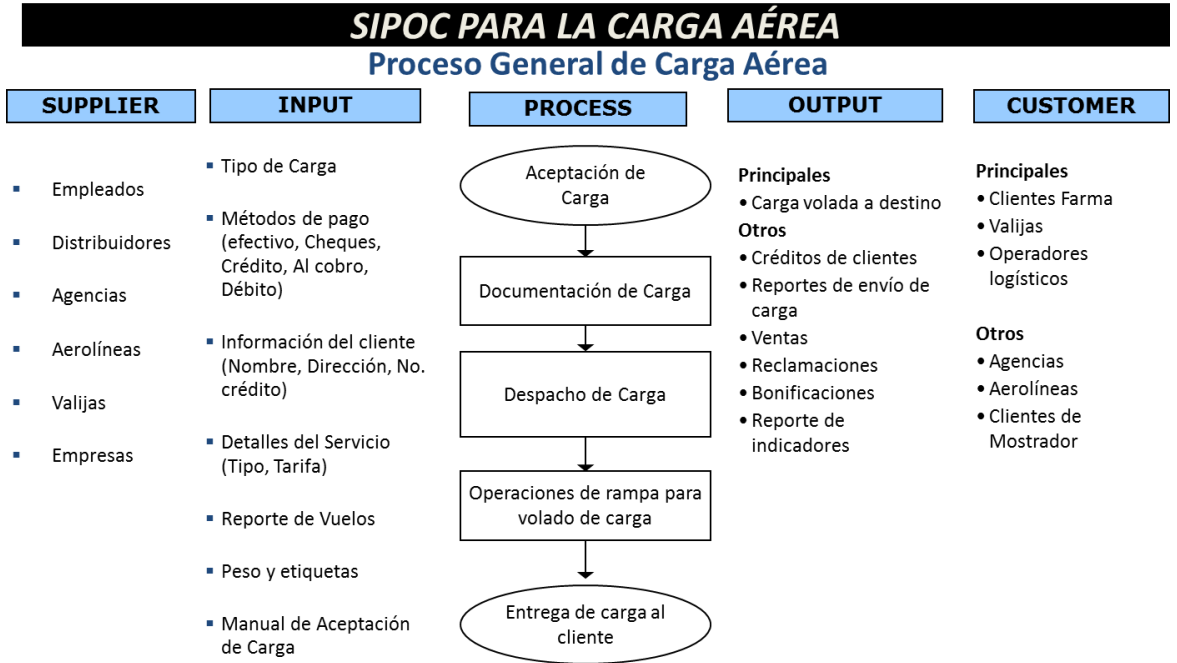 SIPOC PARA LA CARGA AÉREA
Proceso General de Carga Aérea
SUPPLIER
Empleados
Distribuidores
Agencias
Aerolíneas
Valijas
Empresas
INPUT
Tipo de Carga
Métodos de pago
(efectivo, Cheques,
Crédito, Al cobro,
Débito)
Información del cliente
(Nombre, Dirección, No.
crédito)
Detalles del Servicio
(Tipo, Tarifa)
Reporte de Vuelos
Peso y etiquetas
Manual de Aceptación
de Carga
PROCESS
Aceptación de
Carga
Documentación de Carga
Despacho de Carga
Operaciones de rampa para
volado de carga
Entrega de carga al
cliente
OUTPUT
Principales
Carga volada a destino
Otros
Créditos de clientes
Reportes de envío de
carga
Ventas
Reclamaciones
Bonificaciones
Reporte de
indicadores
CUSTOMER
Principales
Clientes Farma
Valijas
Operadores
logísticos
Otros
Agencias
Aerolíneas
Clientes de
Mostrador